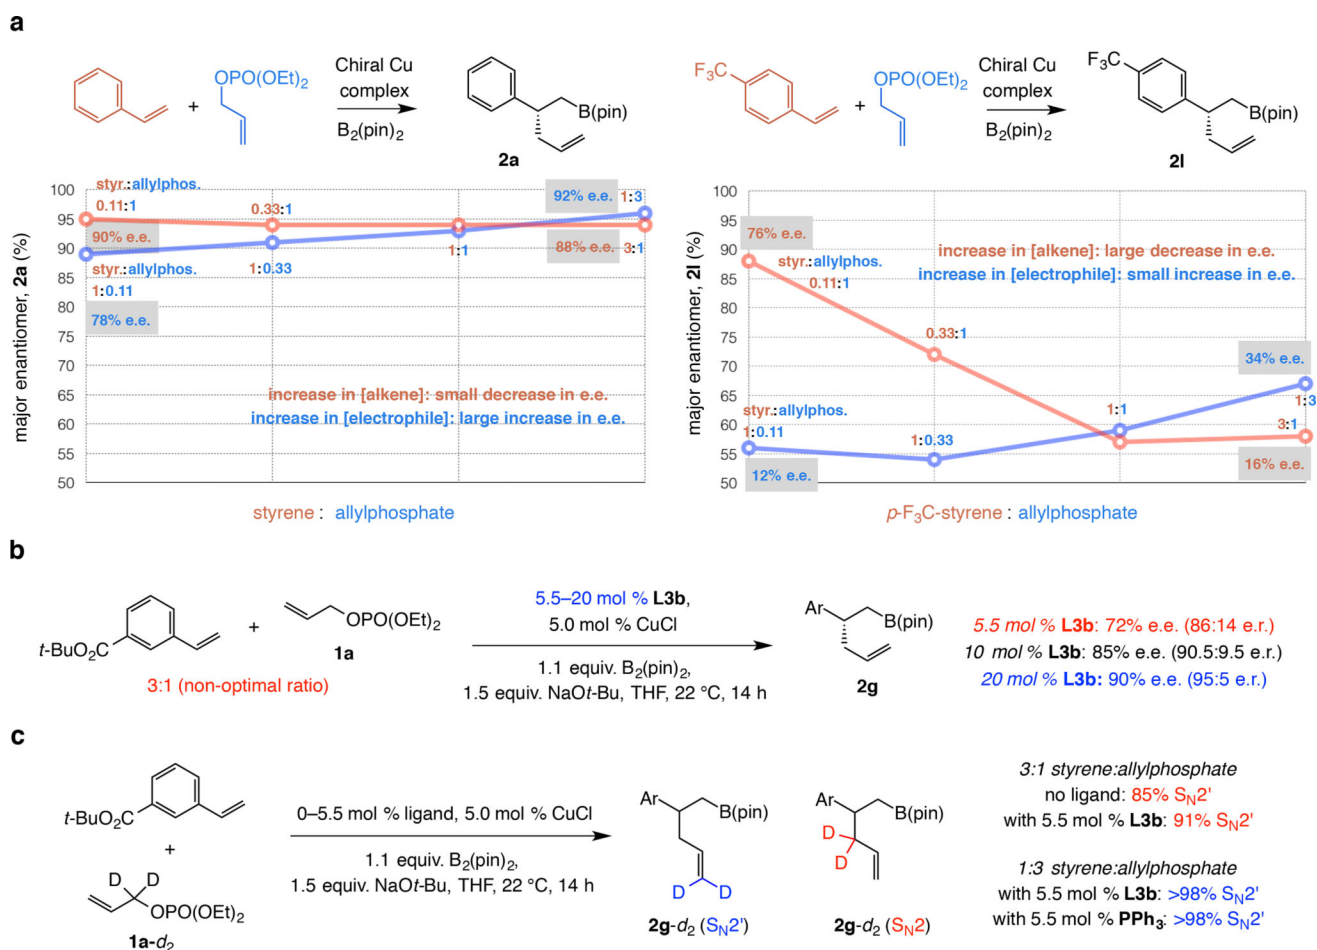 a
OPO(OEt)2
+
Chiral Cu
complex
B2(pin)2
B(pin)
2a
F3C
+
OPO(OEt)2
Chiral Cu
complex
B2(pin)2
F3C
B(pin)
2l
major enantiomer, 2a (%)
100
95
90
85
80
75
70
65
60
55
50
styr.:allylphos.
0.11:1
90% e.e.
styr.:allylphos.
1:0.11
78% e.e.
0.33:1
1:0.33
1:1
92% e.e.
1:3
88% e.e.
3:1
increase in [alkene]: small decrease in e.e.
increase in [electrophile]: large increase in e.e.
styrene : allylphosphate
major enantiomer, 2l (%)
100
95
90
85
80
75
70
65
60
55
50
76% e.e.
styr.:allylphos.
0.11:1
increase in [alkene]: large decrease in e.e.
increase in [electrophile]: small increase in e.e.
0.33:1
34% e.e.
styr.:allylphos.
1:0.11
1:0.33
1:1
1:3
3:1
12% e.e.
16% e.e.
p-F3C-styrene : allylphosphate
b
t-BuO2C
+
OPO(OEt)2
1a
3:1 (non-optimal ratio)
5.5–20 mol % L3b,
5.0 mol % CuCl
1.1 equiv. B2(pin)2,
1.5 equiv. NaOt-Bu, THF, 22 °C, 14 h
Ar
B(pin)
2g
5.5 mol % L3b: 72% e.e. (86:14 e.r.)
10 mol % L3b: 85% e.e. (90.5:9.5 e.r.)
20 mol % L3b: 90% e.e. (95:5 e.r.)
c
t-BuO2C
+
D D
OPO(OEt)2
1a-d2
0–5.5 mol % ligand, 5.0 mol % CuCl
1.1 equiv. B2(pin)2,
1.5 equiv. NaOt-Bu, THF, 22 °C, 14 h
Ar
B(pin)
D D
2g-d2 (SN2')
Ar
B(pin)
D
D
2g-d2 (SN2)
3:1 styrene:allylphosphate
no ligand: 85% SN2'
with 5.5 mol % L3b: 91% SN2'
1:3 styrene:allylphosphate
with 5.5 mol % L3b: >98% SN2'
with 5.5 mol % PPh3: >98% SN2'